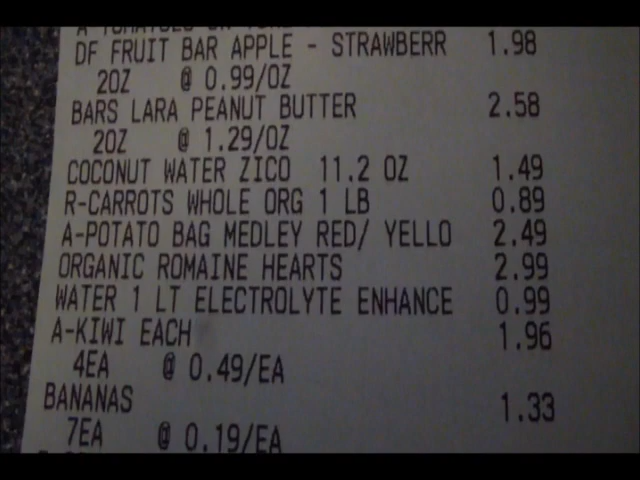 DF FRUIT BAR APPLE - STRAWBERR 1.98
2OZ @ 0.99/OZ
BARS LARA PEANUT BUTTER 2.58
2OZ @ 1.29/OZ
COCONUT WATER ZICO 11.2 OZ 1.49
R-CARROTS WHOLE ORG 1 LB 0.89
A-POTATO BAG MEDLEY RED/ YELLO 2.49
ORGANIC ROMAINE HEARTS 2.99
WATER 1 LT ELECTROLYTE ENHANCE 0.99
A-KIWI EACH 1.96
4EA @ 0.49/EA
BANANAS 1.33
7EA @ 0.19/EA